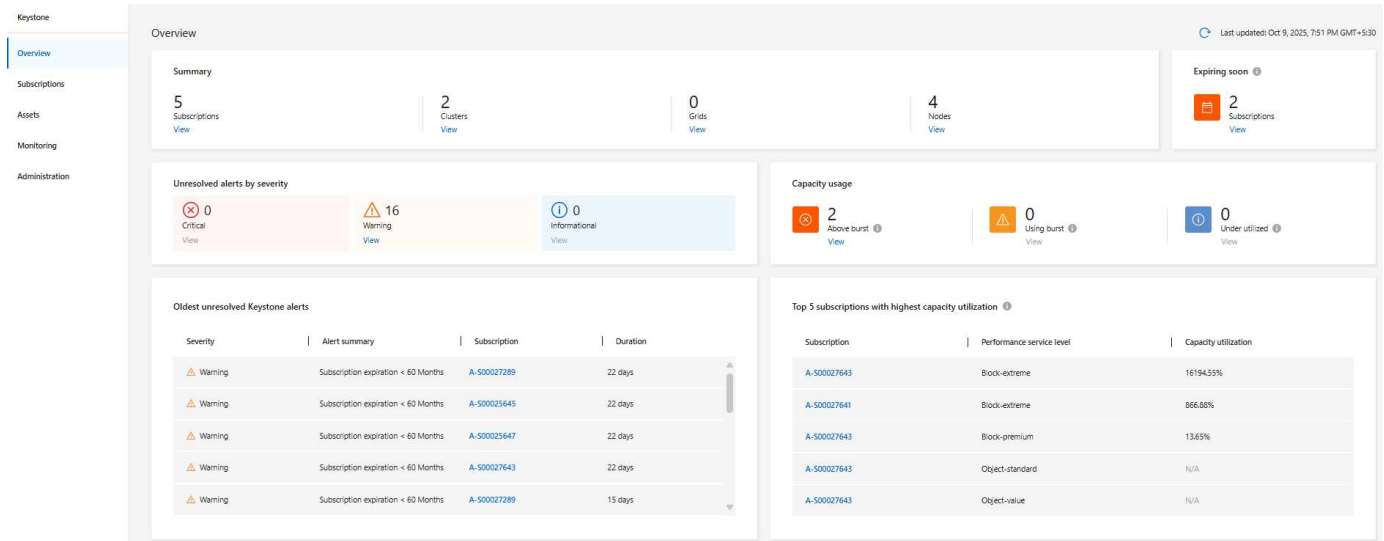 Keystone
Overview
Subscriptions
Assets
Monitoring
Administration
Overview
Last updated: Oct 9, 2025, 7:51 PM GMT+5:30
Summary
5
Subscriptions
View
2
Clusters
View
0
Grids
View
4
Nodes
View
Expiring soon
2
Subscriptions
View
Unresolved alerts by severity
0
Critical
View
16
Warning
View
0
Informational
View
Capacity usage
2
Above burst
View
0
Using burst
View
0
Under utilized
View
Oldest unresolved Keystone alerts
Severity Alert summary Subscription Duration
Warning Subscription expiration < 60 Months A-S00027289 22 days
Warning Subscription expiration < 60 Months A-S00025645 22 days
Warning Subscription expiration < 60 Months A-S00025647 22 days
Warning Subscription expiration < 60 Months A-S00027643 22 days
Warning Subscription expiration < 60 Months A-S00027289 15 days
Top 5 subscriptions with highest capacity utilization
Subscription Performance service level Capacity utilization
A-S00027643 Block-extreme 16194.55%
A-S00027641 Block-extreme 866.88%
A-S00027643 Block-premium 13.65%
A-S00027643 Object-standard N/A
A-S00027643 Object-value N/A